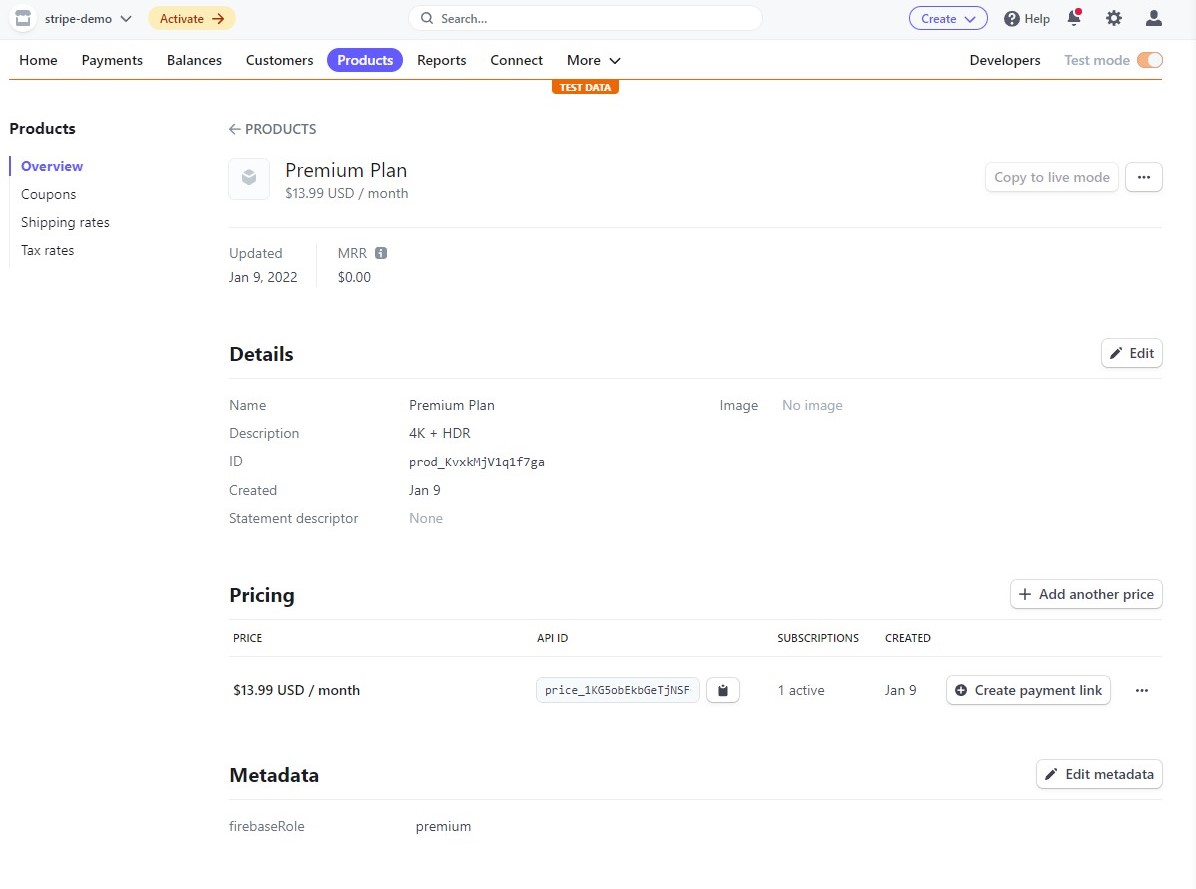 stripe-demo
Activate →
Search...
Create
Help
Home Payments Balances Customers Products Reports Connect More
Developers Test mode
TEST DATA
Products
Overview
Coupons
Shipping rates
Tax rates
← PRODUCTS
Premium Plan
$13.99 USD / month
Copy to live mode
Updated
Jan 9, 2022
MRR
$0.00
Details
Edit
Name Premium Plan
Image No image
Description 4K + HDR
ID prod_KvxkMjV1q1f7ga
Created Jan 9
Statement descriptor None
Pricing
+ Add another price
PRICE API ID SUBSCRIPTIONS CREATED
$13.99 USD / month price_1KG5obEkbGeTjNSF 1 active Jan 9 Create payment link
Metadata
Edit metadata
firebaseRole premium